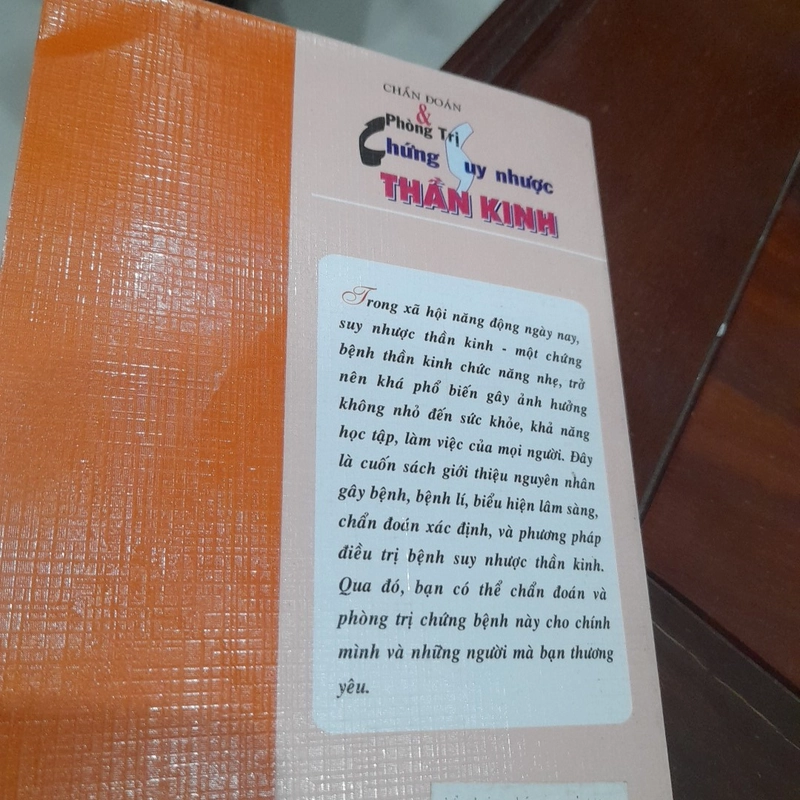 CHẨN ĐOÁN
&
Phòng Trị
Chứng Suy nhược
THẦN KINH
Trong xã hội năng động ngày nay,
suy nhược thần kinh - một chứng
bệnh thần kinh chức năng nhẹ, trở
nên khá phổ biến gây ảnh hưởng
không nhỏ đến sức khỏe, khả năng
học tập, làm việc của mọi người. Đây
là cuốn sách giới thiệu nguyên nhân
gây bệnh, bệnh lí, biểu hiện lâm sàng,
chẩn đoún xác định, và phương pháp
điều trị bệnh suy nhược thần kinh.
Qua đó, bạn có thể chẩn đoán và
phòng trị chứng bệnh này cho chính
mình và những người mà bạn thương
yêu.